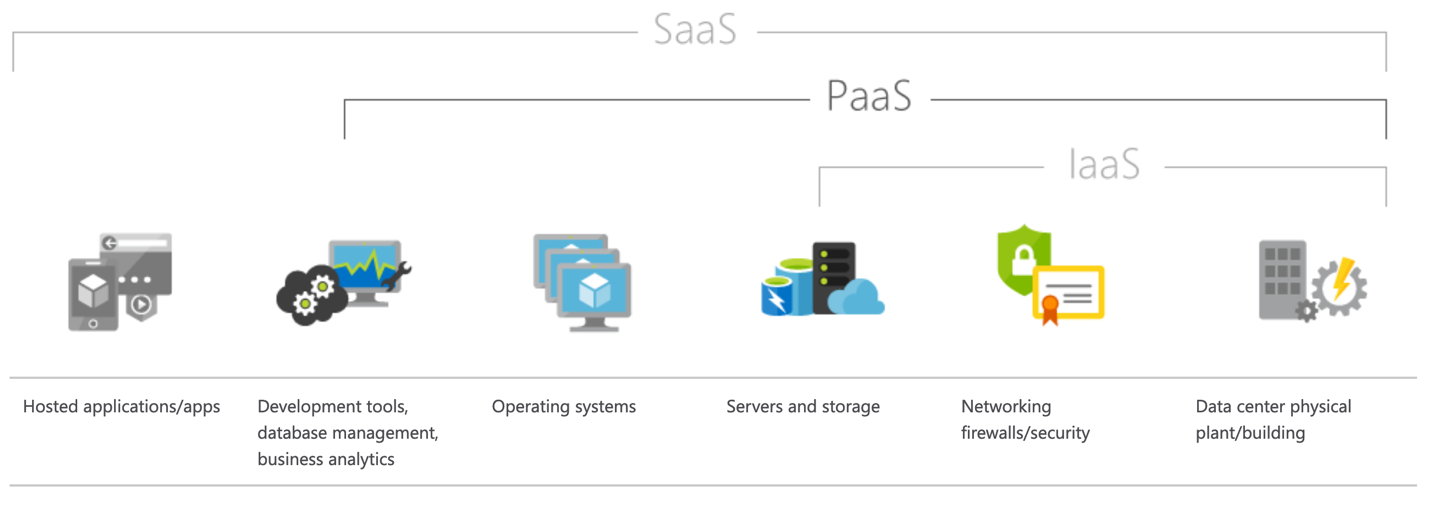 SaaS
PaaS
IaaS
Hosted applications/apps
Development tools,
database management,
business analytics
Operating systems
Servers and storage
Networking
firewalls/security
Data center physical
plant/building